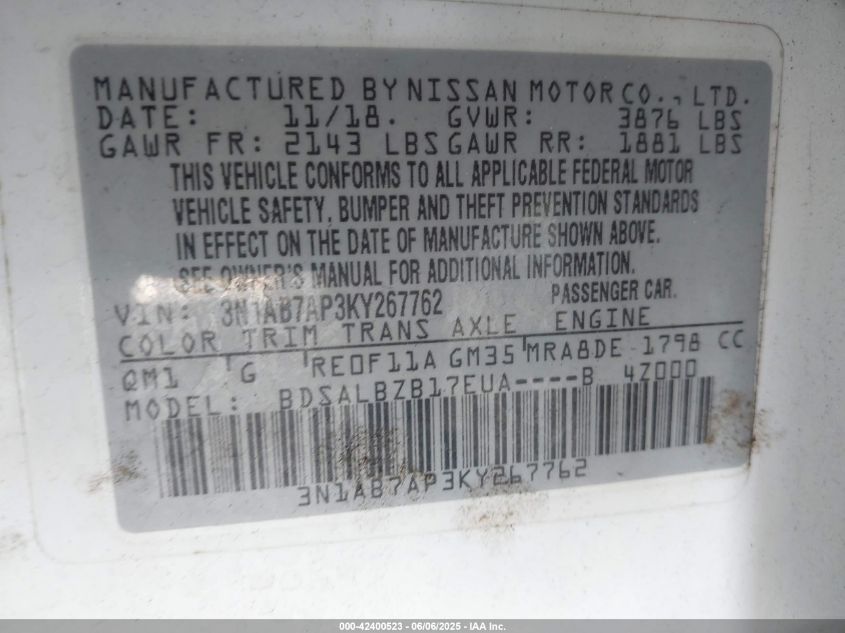 MANUFACTURED BY NISSAN MOTOR CO., LTD.
DATE: 11/18. GVWR: 3876 LBS
GAWR FR: 2143 LBS GAWR RR: 1881 LBS
THIS VEHICLE CONFORMS TO ALL APPLICABLE FEDERAL MOTOR
VEHICLE SAFETY, BUMPER AND THEFT PREVENTION STANDARDS
IN EFFECT ON THE DATE OF MANUFACTURE SHOWN ABOVE.
SEE OWNER'S MANUAL FOR ADDITIONAL INFORMATION.
VIN: 3N1AB7AP3KY267762 PASSENGER CAR.
COLOR TRIM TRANS AXLE ENGINE
QM1 G RE0F11A GM35 MRA8DE 1798 CC
MODEL: BDSALBZB17EUA----B 4Z000
3N1AB7AP3KY267762
000-42400523 - 06/06/2025 - IAA Inc.